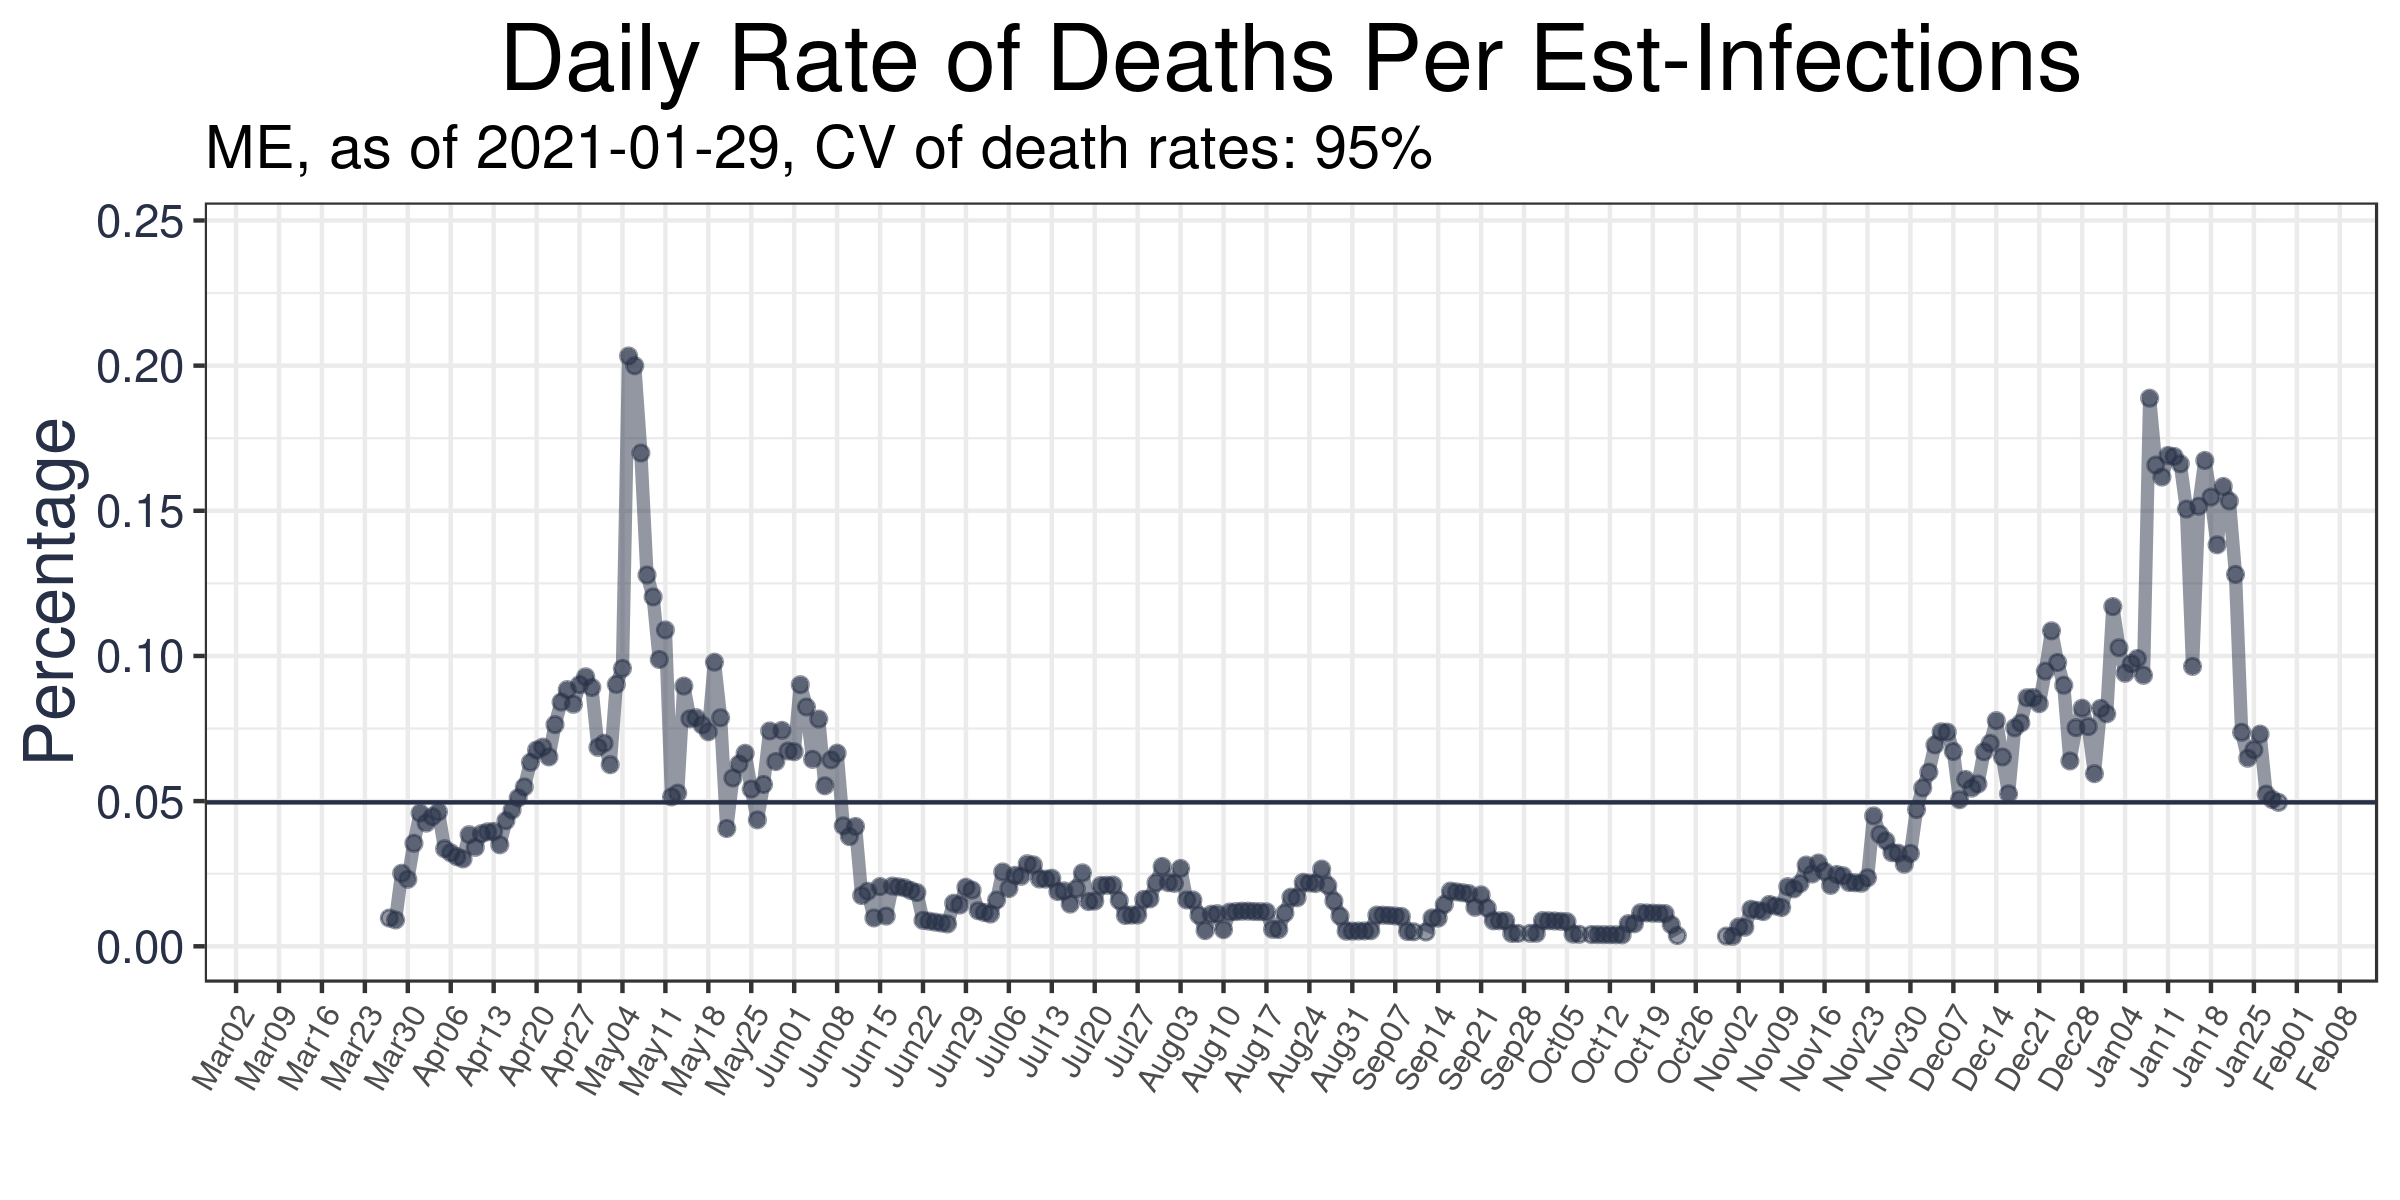 Daily Rate of Deaths Per Est-Infections
ME, as of 2021-01-29, CV of death rates: 95%
Percentage
0.25
0.20
0.15
0.10
0.05
0.00
Mar02
Mar09
Mar16
Mar23
Mar30
Apr06
Apr13
Apr20
Apr27
May04
May11
May18
May25
Jun01
Jun08
Jun15
Jun22
Jun29
Jul06
Jul13
Jul20
Jul27
Aug03
Aug10
Aug17
Aug24
Aug31
Sep07
Sep14
Sep21
Sep28
Oct05
Oct12
Oct19
Oct26
Nov02
Nov09
Nov16
Nov23
Nov30
Dec07
Dec14
Dec21
Dec28
Jan04
Jan11
Jan18
Jan25
Feb01
Feb08